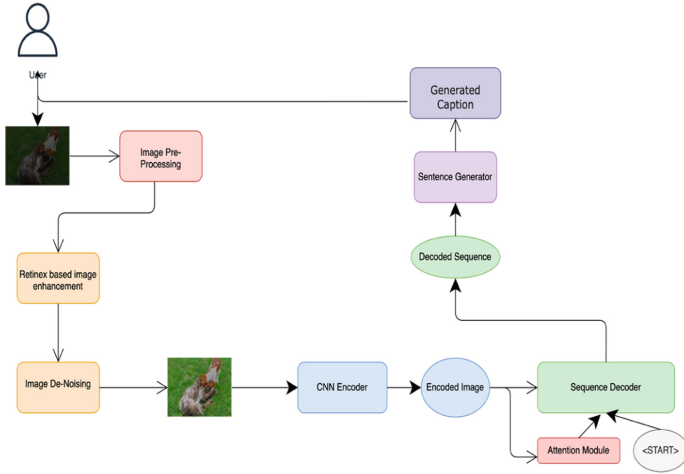 User
Generated
Caption
Image Pre-
Processing
Sentence Generator
Decoded Sequence
Retinex based image
enhancement
Image De-Noising
CNN Encoder
Encoded Image
Sequence Decoder
Attention Module
<START>